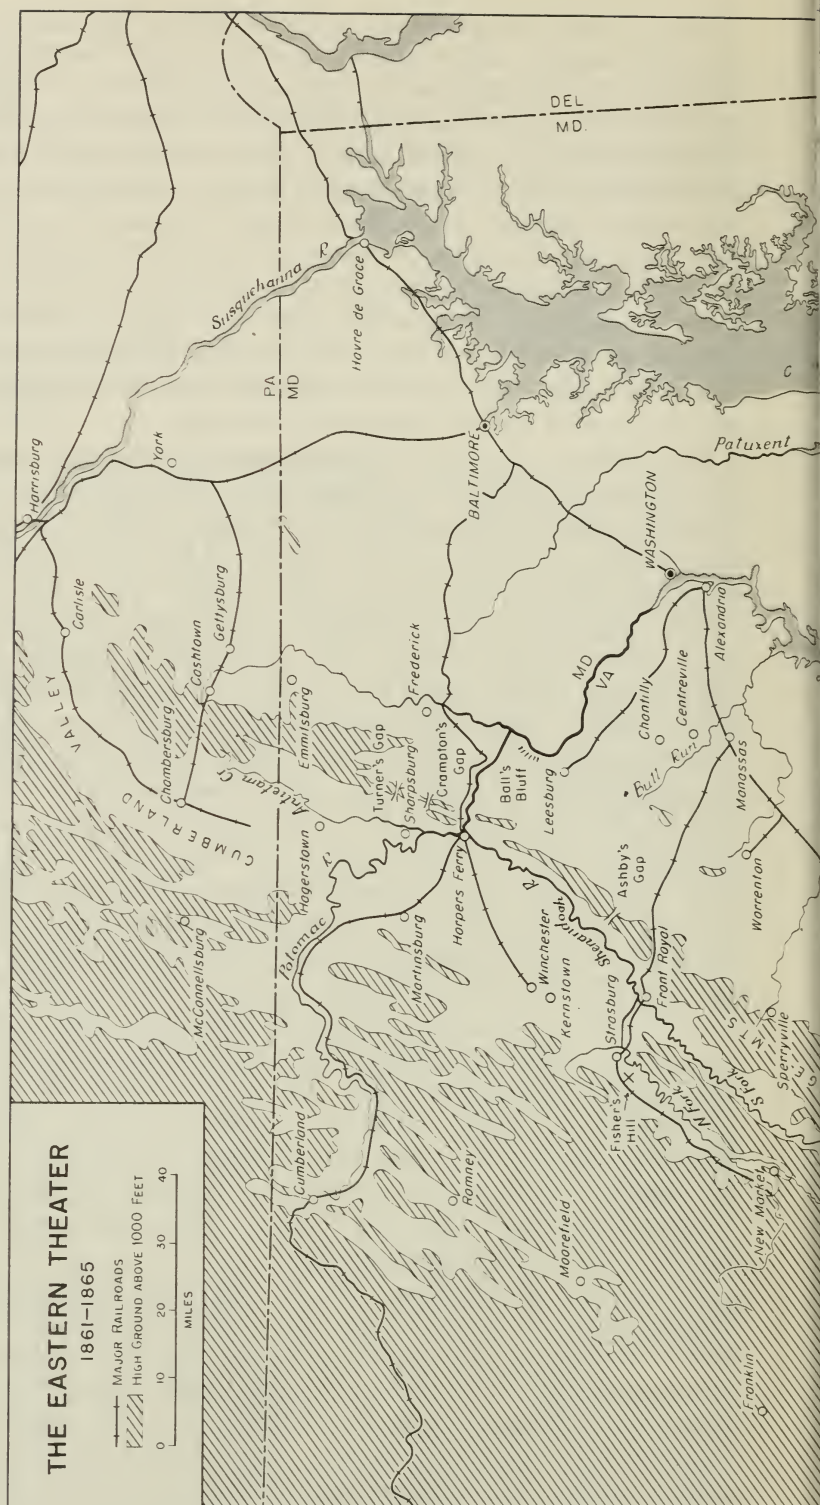 THE EASTERN THEATER
1861–1865
MAJOR RAILROADS
HIGH GROUND ABOVE 1000 FEET
0 10 20 30 40
MILES
Harrisburg
Carlisle
VALLEY
CUMBERLAND
Chambersburg
McConnellsburg
York
Susquehanna R.
Cashtown
Gettysburg
PA
MD
DEL
MD.
Havre de Grace
Emmitsburg
Antietam Cr
Hagerstown
Turner's Gap
Sharpsburg
Crampton's
Gap
Frederick
BALTIMORE
Patuxent
C
Cumberland
Potomac R.
Martinsburg
Harpers Ferry
Ball's
Bluff
MD
VA
WASHINGTON
Alexandria
Leesburg
Chantilly
Centreville
Bull Run
Manassas
Warrenton
Romney
Winchester
Kernstown
Shenandoah R.
Ashby's
Gap
Strasburg
Front Royal
Fisher's
Hill
N Fork
S Fork
Sperryville
MTS
Moorefield
New Market
Franklin